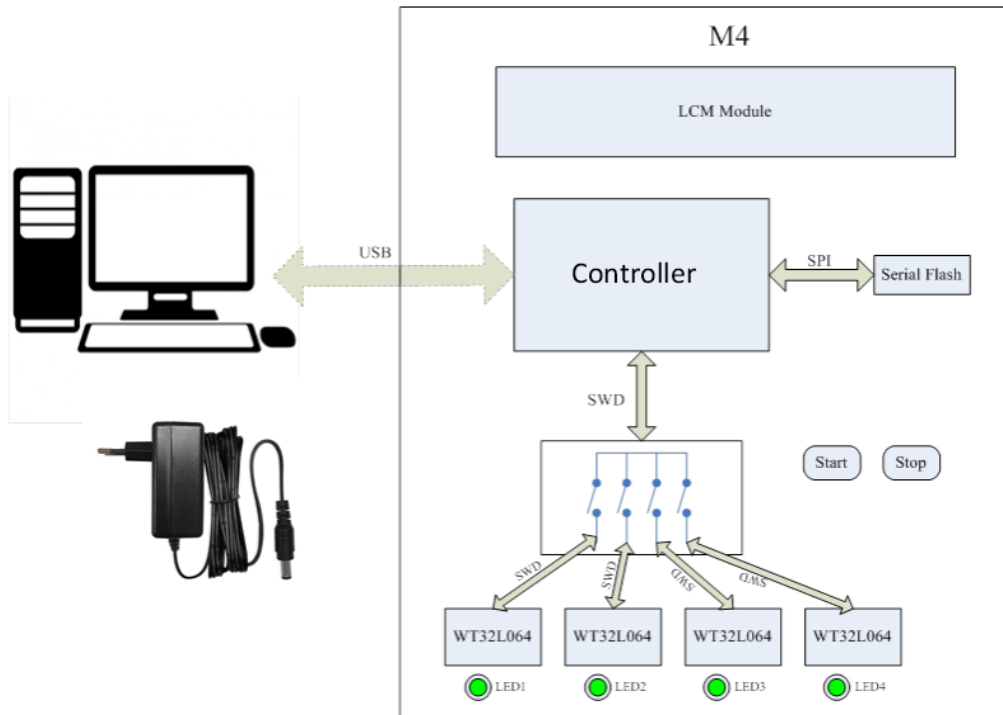 M4
LCM Module
USB
Controller
SPI
Serial Flash
SWD
Start
Stop
SWD
SWD
SWD
SWD
WT32L064
WT32L064
WT32L064
WT32L064
LED1
LED2
LED3
LED4